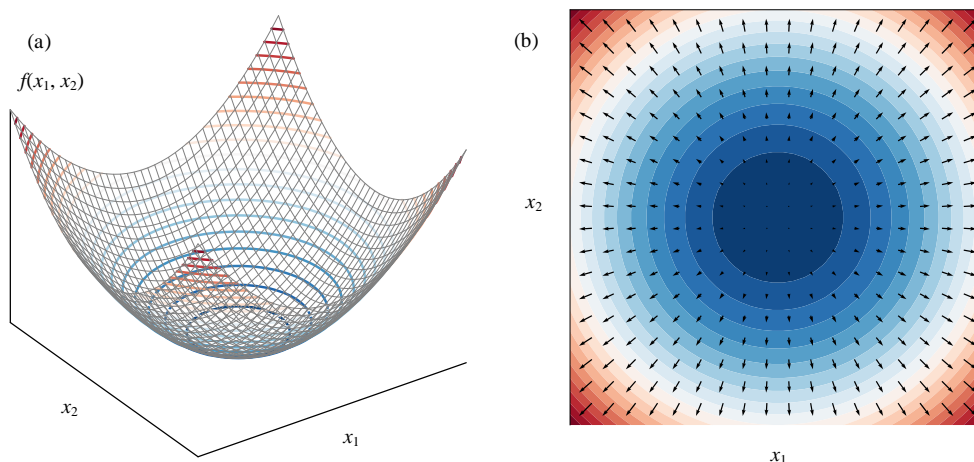 (a)
f(x₁, x₂)
x₂
x₁
(b)
x₂
x₁